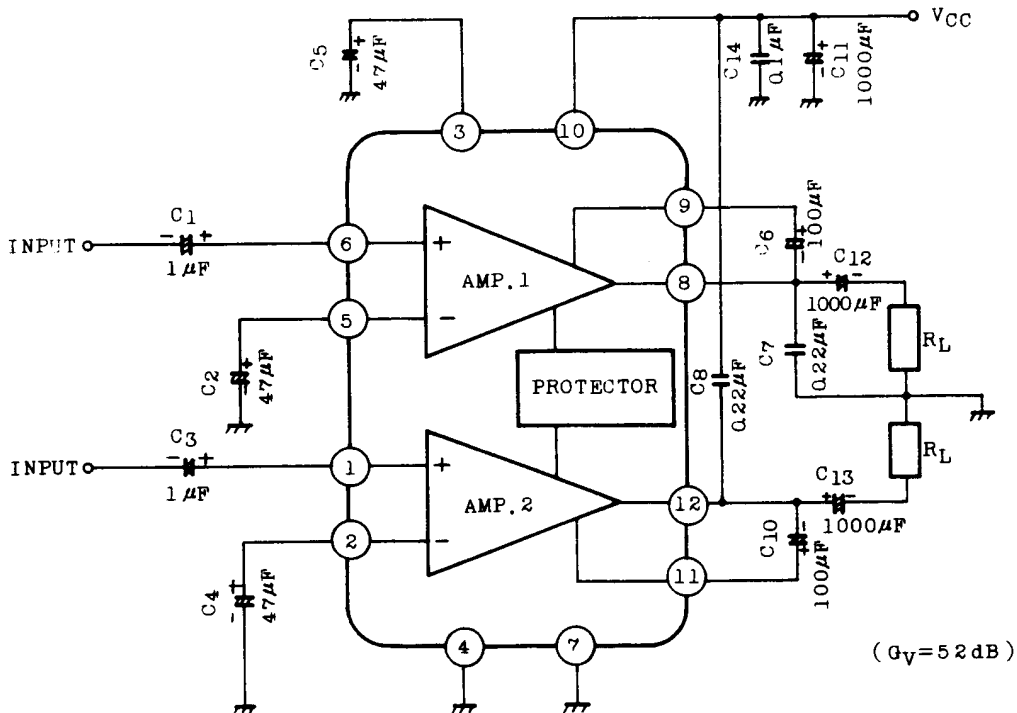 VCC
C5
47μF
C14
0.1μF
C11
1000μF
3
10
9
C6
100μF
C1
INPUT
1μF
6
+
AMP.1
8
C12
1000μF
5
−
C7
0.22μF
RL
C2
47μF
PROTECTOR
C8
0.22μF
C3
INPUT
1μF
1
+
AMP.2
12
C13
1000μF
RL
2
−
C10
100μF
11
C4
47μF
4
7
(GV=52dB)